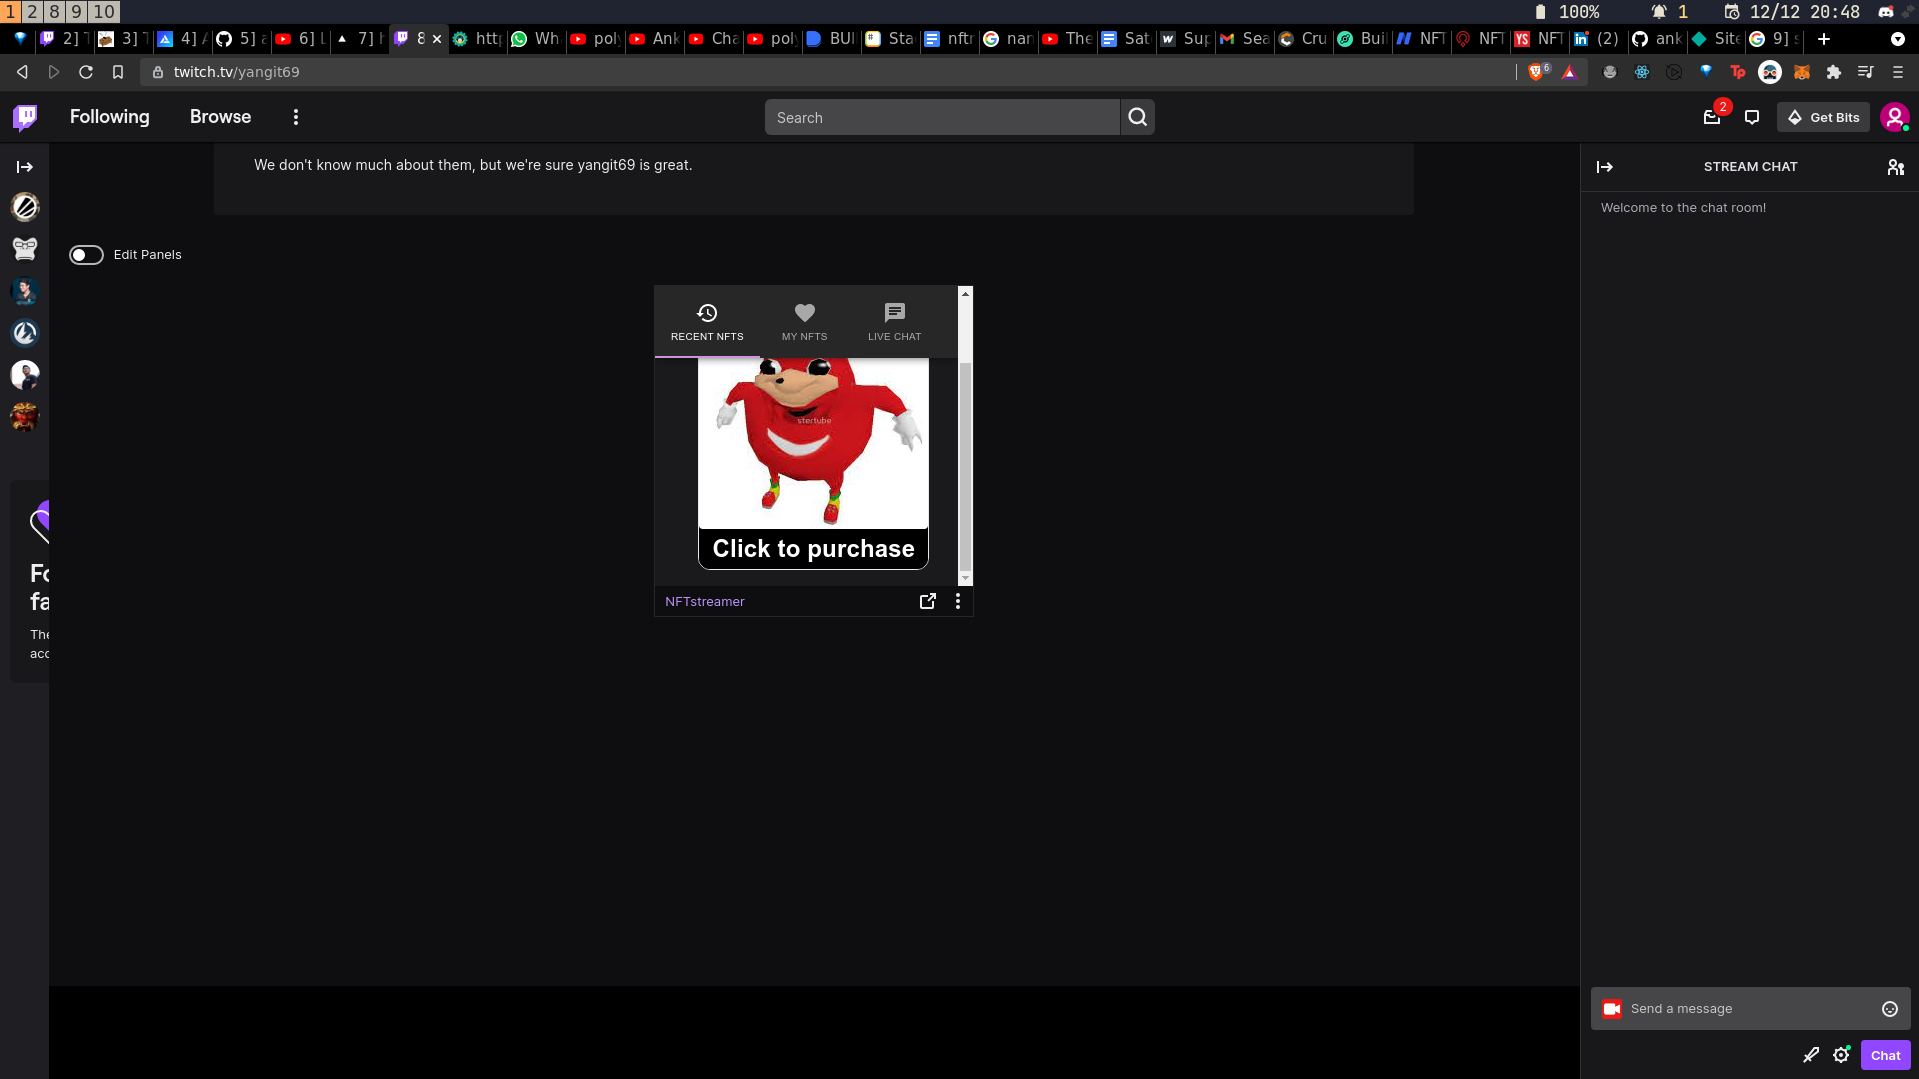 1 2 8 9 10 100% 1 12/12 20:48
2] T 3] T 4] A 5] a 6] L 7] h 8 http Wh poly Ank Cha poly BUI Sta nftr nar The Sate Sup Sea Cru Buil NFT NFT NFT (2) ank Site 9] s
twitch.tv/yangit69 6
Following Browse Search 2 Get Bits
We don't know much about them, but we're sure yangit69 is great.
STREAM CHAT
Welcome to the chat room!
Edit Panels
RECENT NFTS MY NFTS LIVE CHAT
stertube
Click to purchase
NFTstreamer
Fo
fa
The
acc
Send a message
Chat